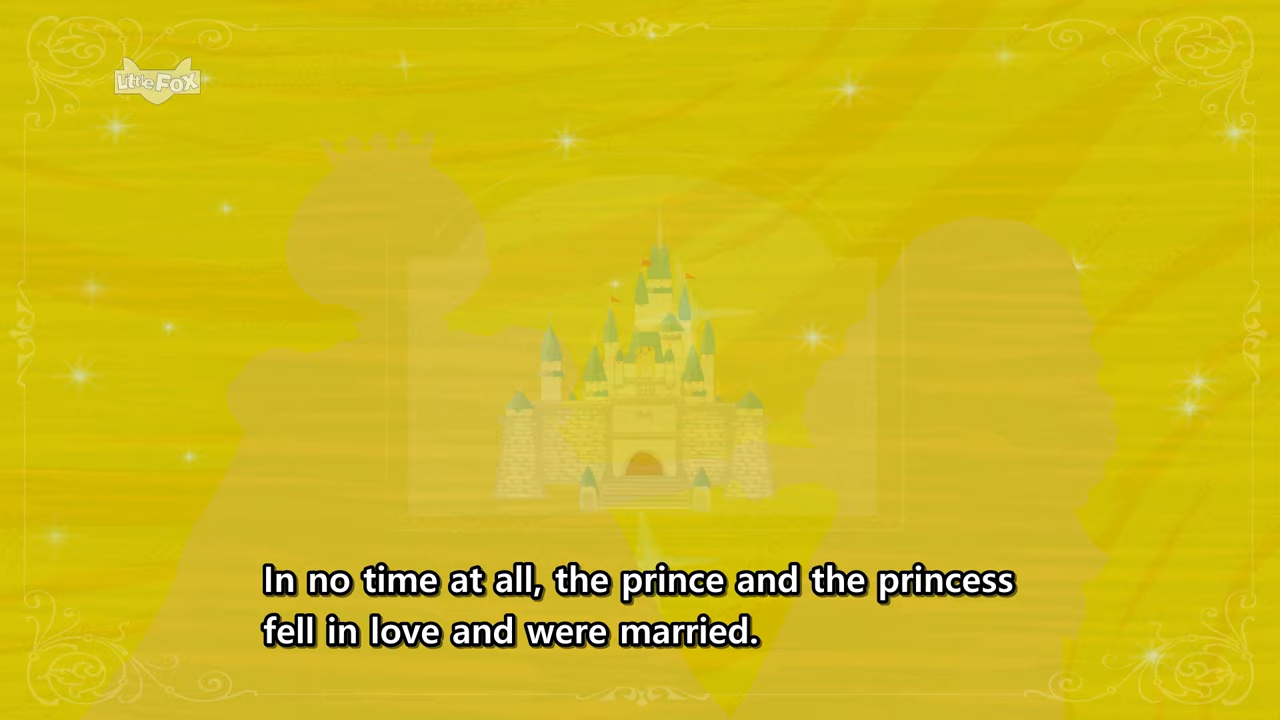 Little Fox
In no time at all, the prince and the princess
fell in love and were married.